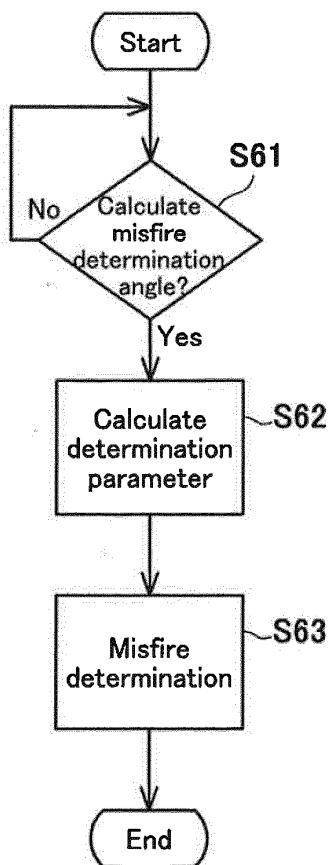 Start
S61
No
Calculate
misfire
determination
angle?
Yes
Calculate
determination
parameter
S62
Misfire
determination
S63
End